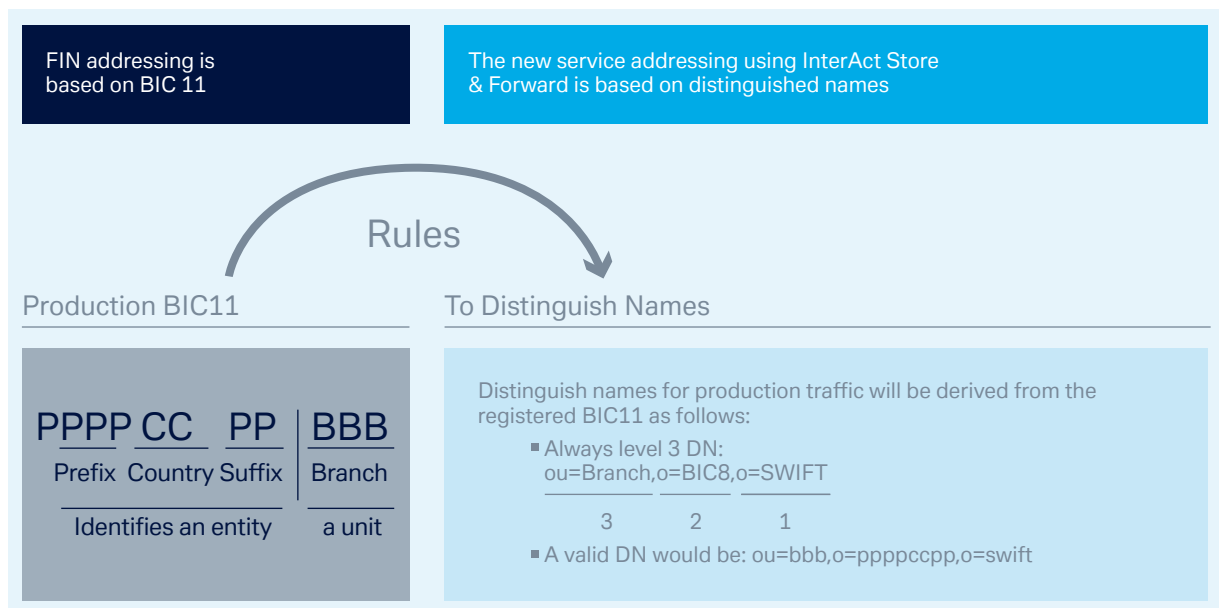 FIN addressing is
based on BIC 11
The new service addressing using InterAct Store
& Forward is based on distinguished names
Rules
Production BIC11
To Distinguish Names
PPPP CC PP BBB
Prefix Country Suffix Branch
Identifies an entity a unit
Distinguish names for production traffic will be derived from the
registered BIC11 as follows:
▪ Always level 3 DN:
ou=Branch,o=BIC8,o=SWIFT
3 2 1
▪ A valid DN would be: ou=bbb,o=ppppccpp,o=swift